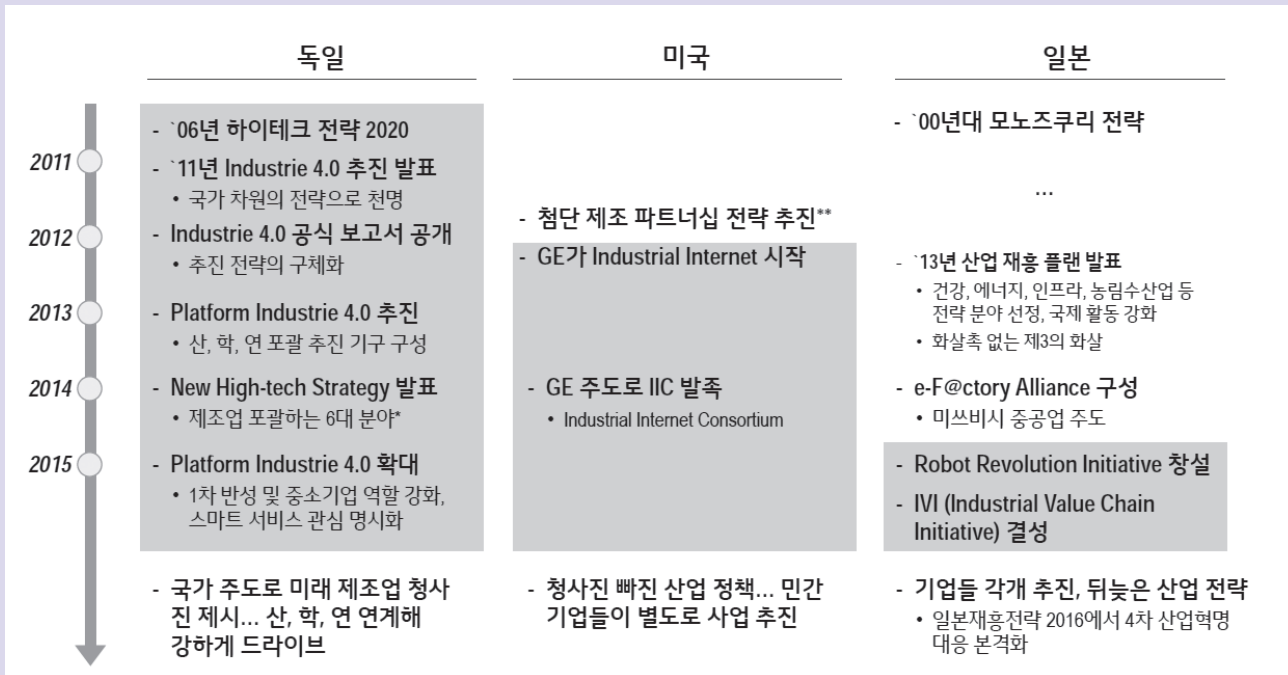 독일
미국
일본
2011
2012
2013
2014
2015
- `06년 하이테크 전략 2020
- `11년 Industrie 4.0 추진 발표
• 국가 차원의 전략으로 천명
- Industrie 4.0 공식 보고서 공개
• 추진 전략의 구체화
- Platform Industrie 4.0 추진
• 산, 학, 연 포괄 추진 기구 구성
- New High-tech Strategy 발표
• 제조업 포괄하는 6대 분야*
- Platform Industrie 4.0 확대
• 1차 반성 및 중소기업 역할 강화,
스마트 서비스 관심 명시화
- 국가 주도로 미래 제조업 청사
진 제시... 산, 학, 연 연계해
강하게 드라이브
- 첨단 제조 파트너십 전략 추진**
- GE가 Industrial Internet 시작
- GE 주도로 IIC 발족
• Industrial Internet Consortium
- 청사진 빠진 산업 정책... 민간
기업들이 별도로 사업 추진
- `00년대 모노즈쿠리 전략
...
- `13년 산업 재흥 플랜 발표
• 건강, 에너지, 인프라, 농림수산업 등
전략 분야 선정, 국제 활동 강화
• 화살촉 없는 제3의 화살
- e-F@ctory Alliance 구성
• 미쓰비시 중공업 주도
- Robot Revolution Initiative 창설
- IVI (Industrial Value Chain
Initiative) 결성
- 기업들 각개 추진, 뒤늦은 산업 전략
• 일본재흥전략 2016에서 4차 산업혁명
대응 본격화